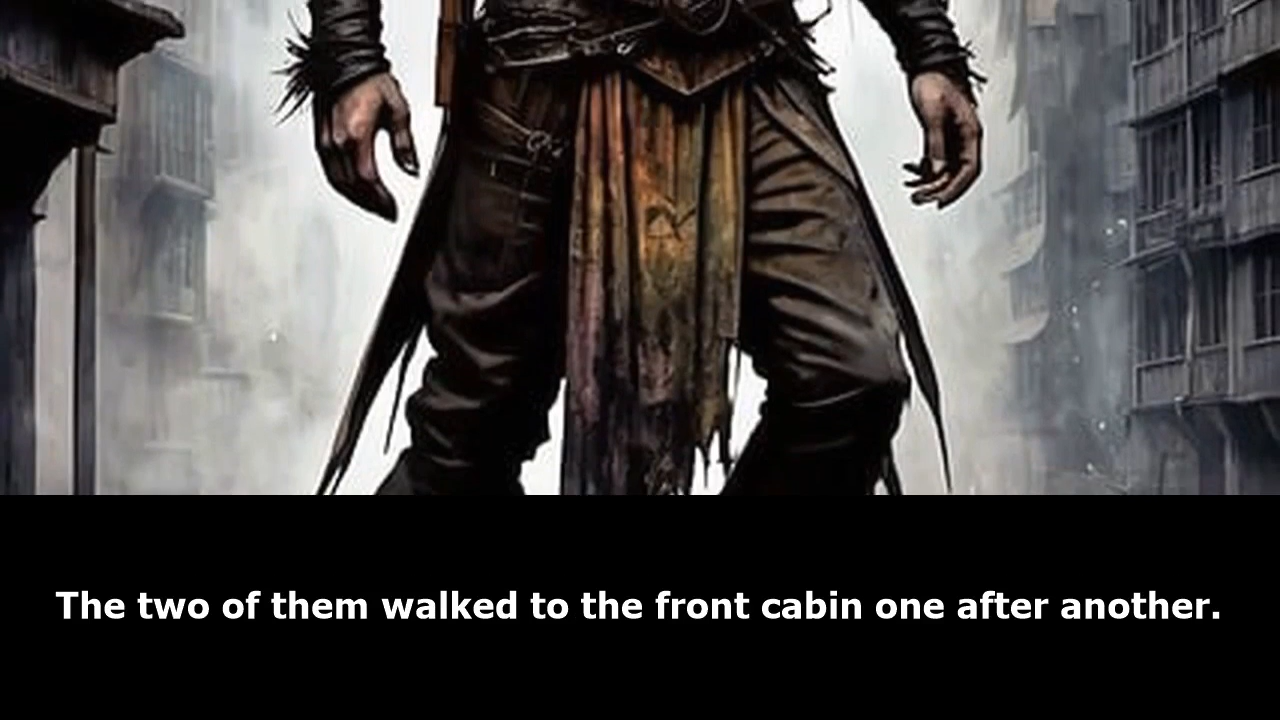 The two of them walked to the front cabin one after another.